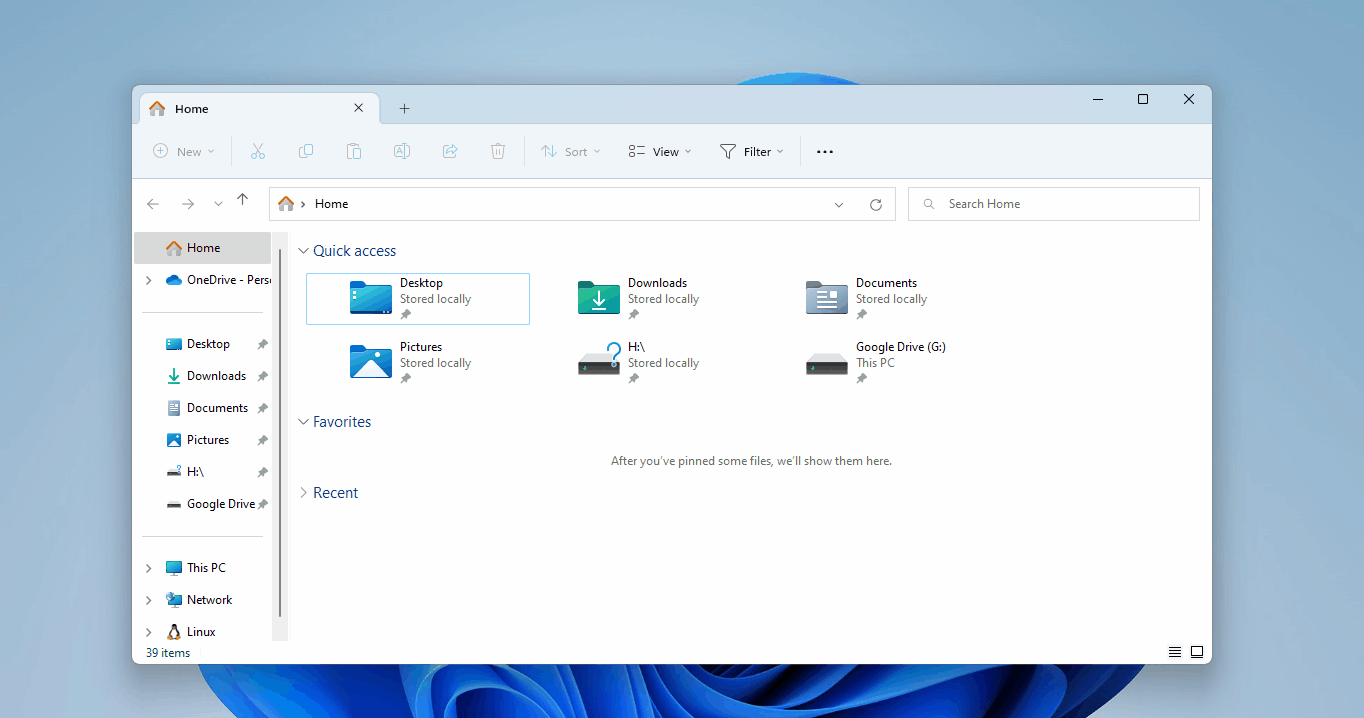 Home
New
Sort
View
Filter
Home
Search Home
Home
OneDrive - Pers
Desktop
Downloads
Documents
Pictures
H:\
Google Drive
This PC
Network
Linux
Quick access
Desktop
Stored locally
Downloads
Stored locally
Documents
Stored locally
Pictures
Stored locally
H:\
Stored locally
Google Drive (G:)
This PC
Favorites
After you've pinned some files, we'll show them here.
Recent
39 items